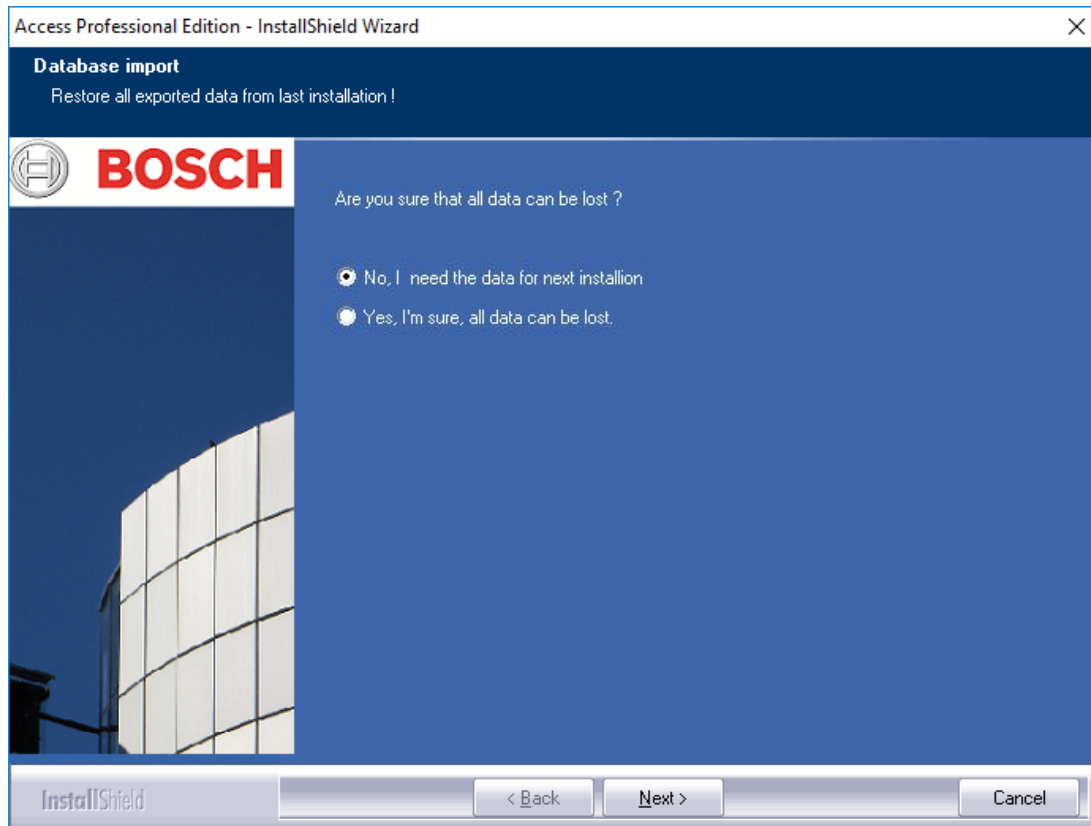 Access Professional Edition - InstallShield Wizard
Database import
Restore all exported data from last installation !
BOSCH
Are you sure that all data can be lost ?
No, I need the data for next installion
Yes, I'm sure, all data can be lost.
InstallShield
< Back
Next >
Cancel